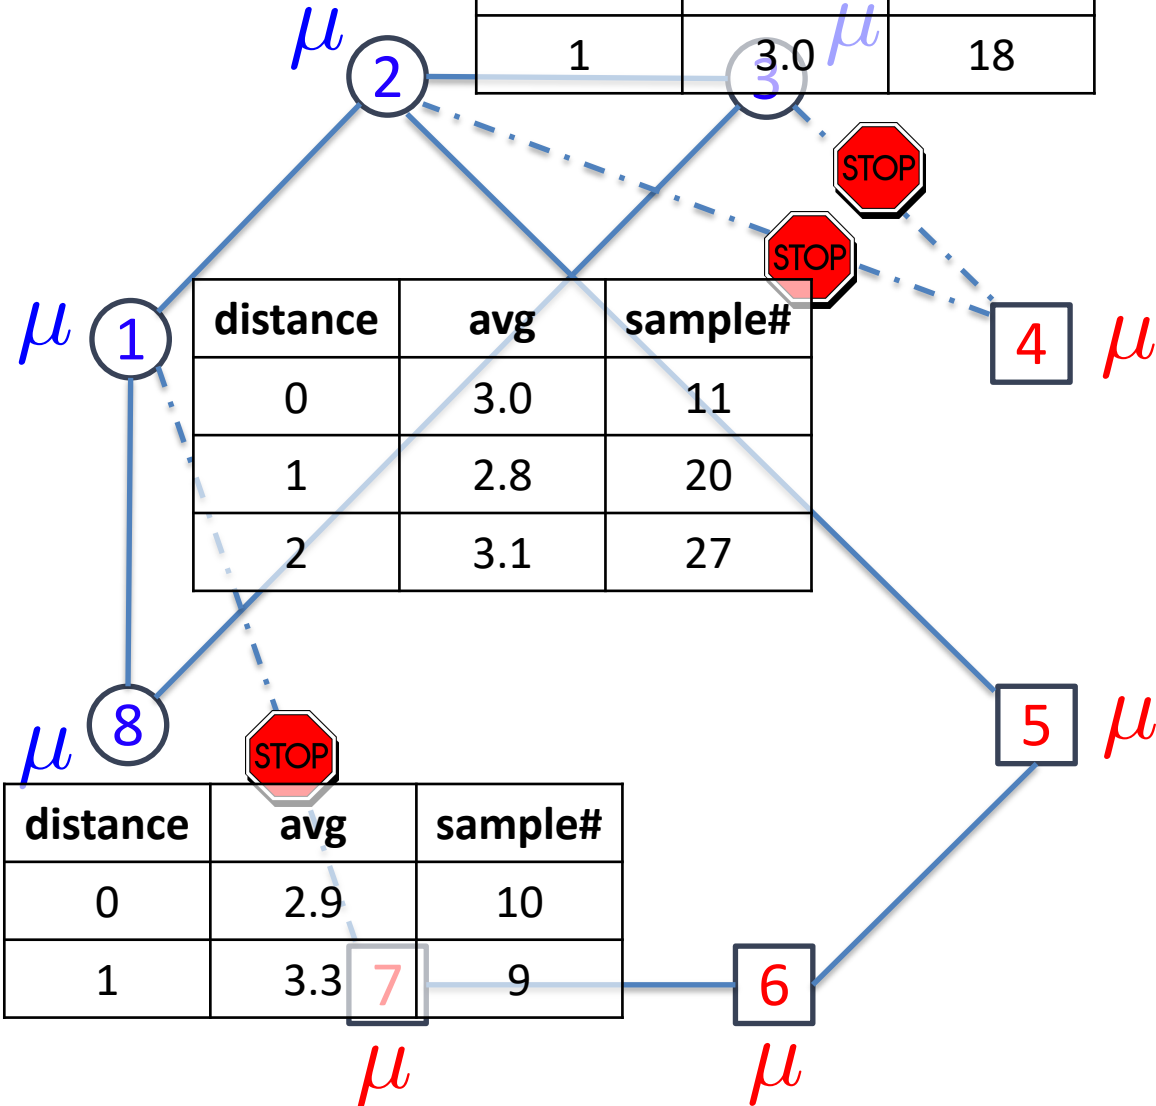 μ
2
1 3.0 18
μ
3
STOP
STOP
μ
1
4
μ
distance avg sample#
0 3.0 11
1 2.8 20
2 3.1 27
μ
8
STOP
5
μ
distance avg sample#
0 2.9 10
1 3.3 9
7
6
μ
μ